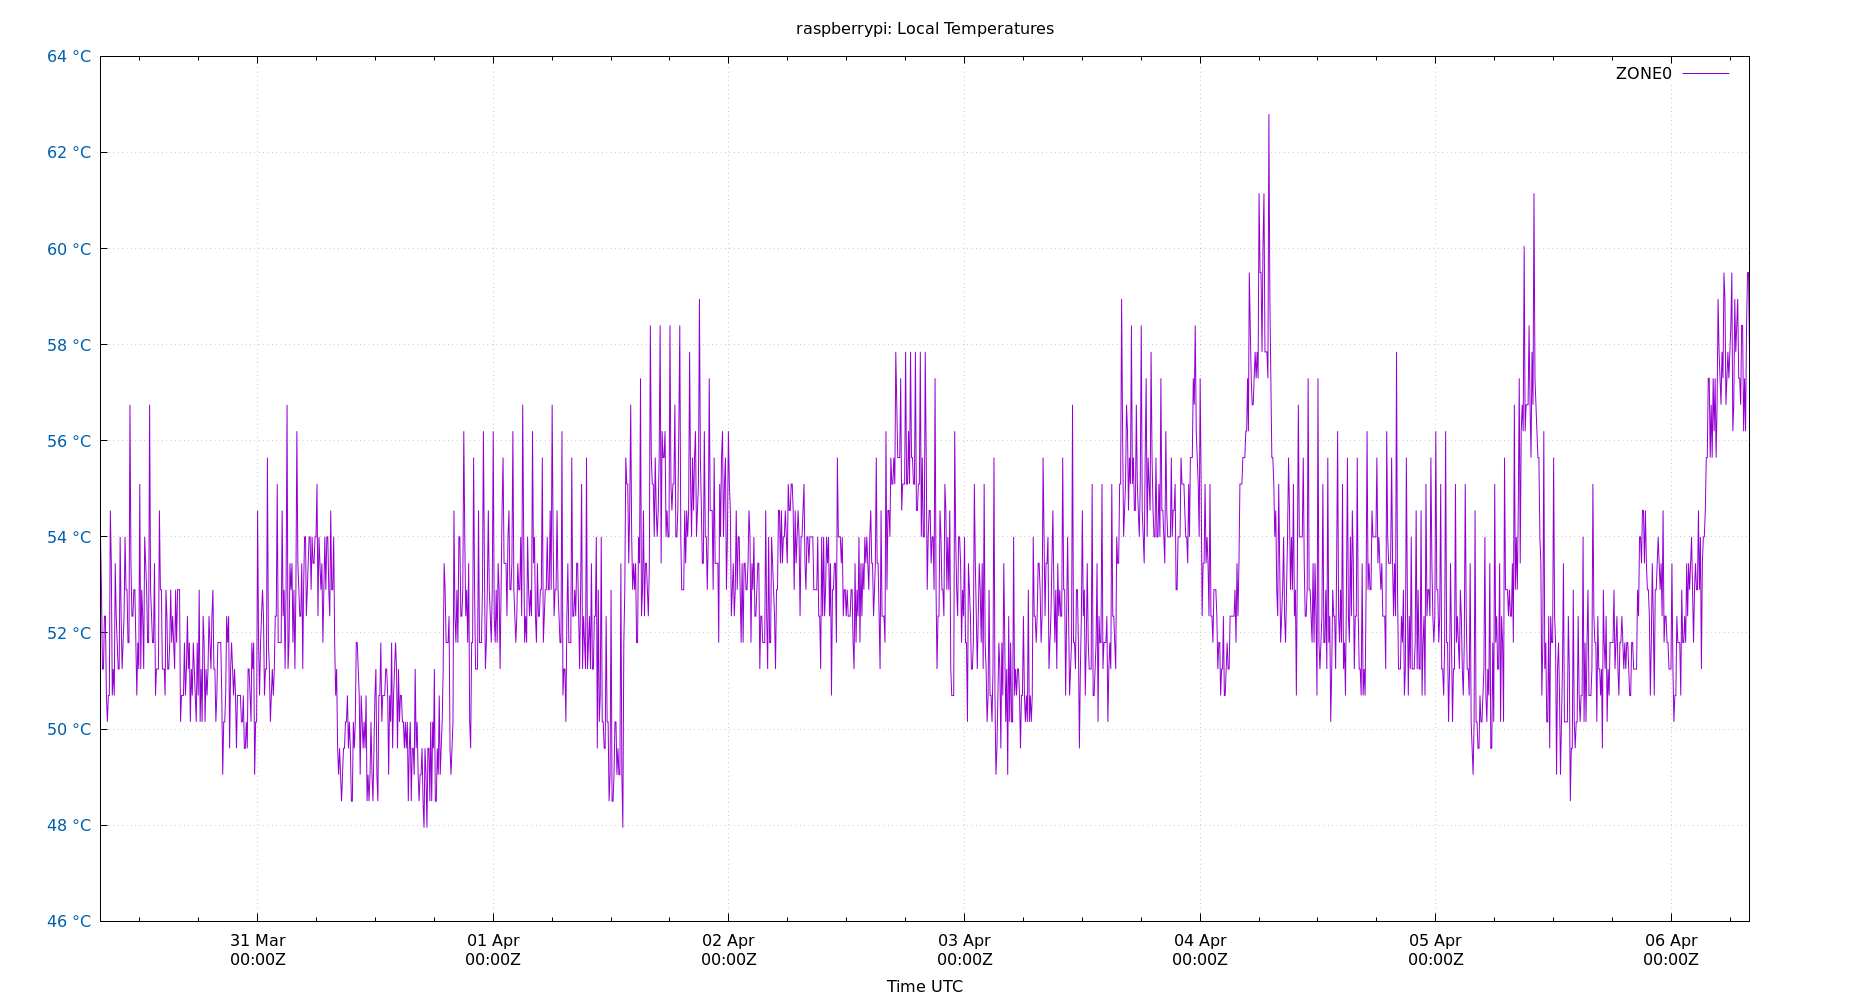 raspberrypi: Local Temperatures
64 °C
ZONE0
62 °C
60 °C
58 °C
56 °C
54 °C
52 °C
50 °C
48 °C
46 °C
31 Mar 01 Apr 02 Apr 03 Apr 04 Apr 05 Apr 06 Apr
00:00Z 00:00Z 00:00Z 00:00Z 00:00Z 00:00Z 00:00Z
Time UTC